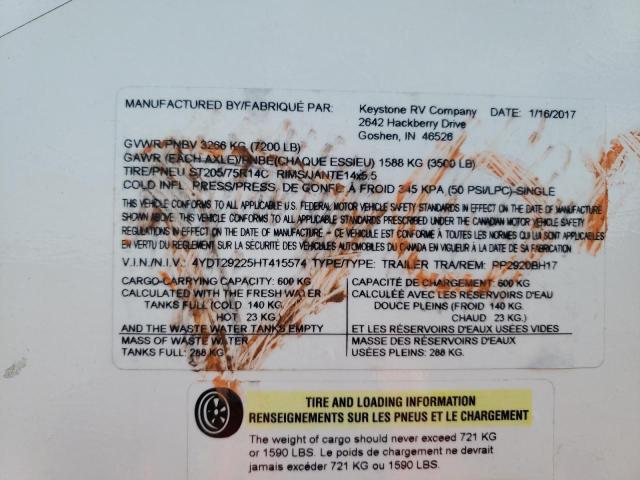 MANUFACTURED BY/FABRIQUÉ PAR: Keystone RV Company DATE: 1/16/2017
2642 Hackberry Drive
Goshen, IN 46526
GVWR/PNBV 3266 KG (7200 LB)
GAWR (EACH AXLE)/PNBE(CHAQUE ESSIEU) 1588 KG (3500 LB)
TIRE/PNEU ST205/75R14C RIMS/JANTE14x5.5
COLD INFL. PRESS/PRESS. DE GONFL. À FROID 345 KPA (50 PSI/LPC)-SINGLE
THIS VEHICLE CONFORMS TO ALL APPLICABLE U.S. FEDERAL MOTOR VEHICLE SAFETY STANDARDS IN EFFECT ON THE DATE OF MANUFACTURE
SHOWN ABOVE. THIS VEHICLE CONFORMS TO ALL APPLICABLE STANDARDS PRESCRIBED UNDER THE CANADIAN MOTOR VEHICLE SAFETY
REGULATIONS IN EFFECT ON THE DATE OF MANUFACTURE – CE VÉHICULE EST CONFORME À TOUTES LES NORMES QUI LUI SONT APPLICABLES
EN VERTU DU REGLEMENT SUR LA SÉCURITÉ DES VÉHICULES AUTOMOBILES DU CANADA EN VIGUEUR À LA DATE DE SA FABRICATION
V.I.N./N.I.V.: 4YDT29225HT415574 TYPE/TYPE: TRAILER TRA/REM: PP2920BH17
CARGO-CARRYING CAPACITY: 600 KG
CALCULATED WITH THE FRESH WATER
TANKS FULL (COLD 140 KG.
HOT 23 KG.)
AND THE WASTE WATER TANKS EMPTY
MASS OF WASTE WATER
TANKS FULL: 288 KG.
CAPACITÉ DE CHARGEMENT: 600 KG
CALCULÉE AVEC LES RÉSERVOIRS D'EAU
DOUCE PLEINS (FROID 140 KG.
CHAUD 23 KG.)
ET LES RÉSERVOIRS D'EAUX USÉES VIDES
MASSE DES RÉSERVOIRS D'EAUX
USÉES PLEINS: 288 KG.
TIRE AND LOADING INFORMATION
RENSEIGNEMENTS SUR LES PNEUS ET LE CHARGEMENT
The weight of cargo should never exceed 721 KG
or 1590 LBS. Le poids de chargement ne devrait
jamais excéder 721 KG ou 1590 LBS.